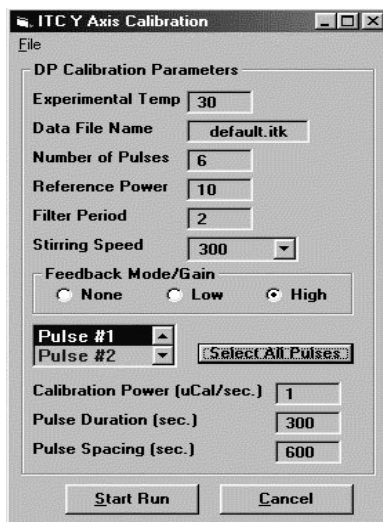 ITC Y Axis Calibration
File
DP Calibration Parameters
Experimental Temp 30
Data File Name default.itk
Number of Pulses 6
Reference Power 10
Filter Period 2
Stirring Speed 300
Feedback Mode/Gain
None Low High
Pulse #1
Pulse #2
Select All Pulses
Calibration Power (uCal/sec.) 1
Pulse Duration (sec.) 300
Pulse Spacing (sec.) 600
Start Run Cancel